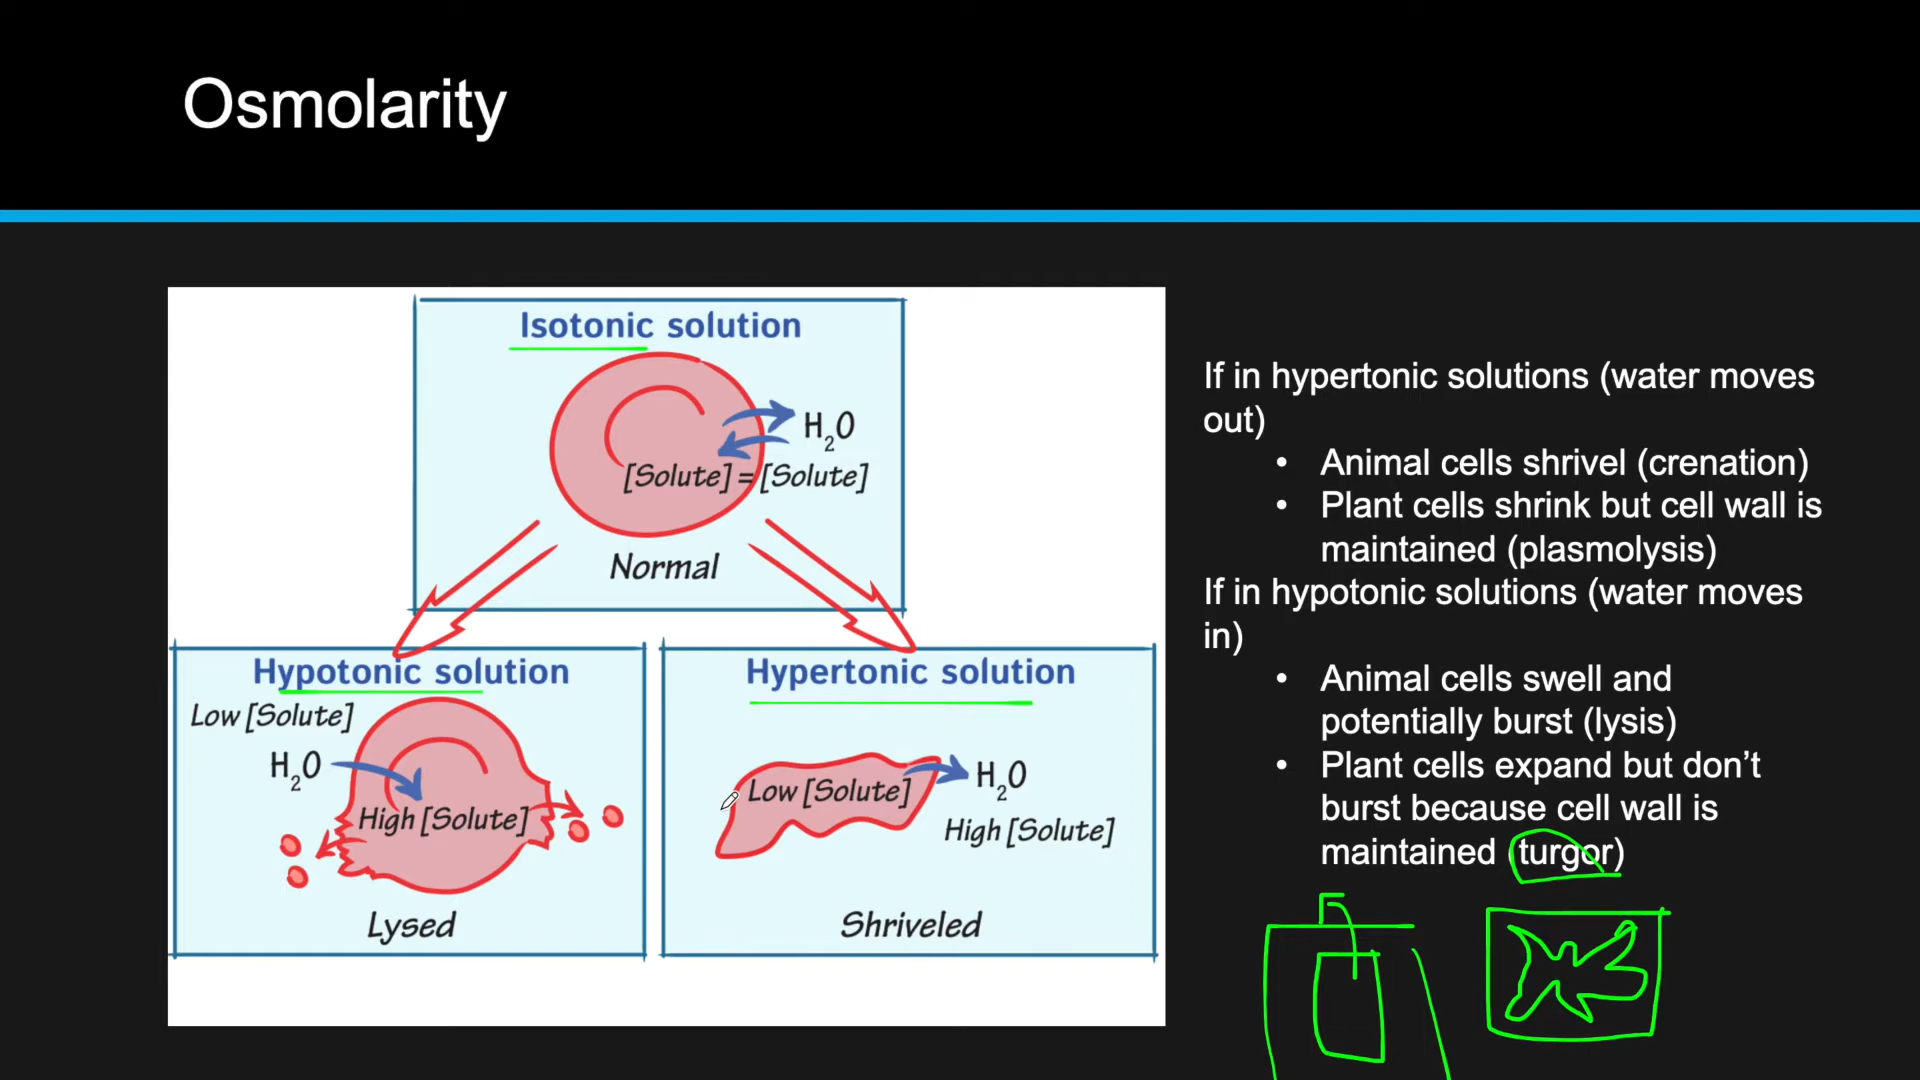 Osmolarity
Isotonic solution
H₂O
[Solute] = [Solute]
Normal
Hypotonic solution
Low [Solute]
H₂O
High [Solute]
Lysed
Hypertonic solution
Low [Solute]
H₂O
High [Solute]
Shriveled
If in hypertonic solutions (water moves
out)
• Animal cells shrivel (crenation)
• Plant cells shrink but cell wall is
maintained (plasmolysis)
If in hypotonic solutions (water moves
in)
• Animal cells swell and
potentially burst (lysis)
• Plant cells expand but don’t
burst because cell wall is
maintained (turgor)